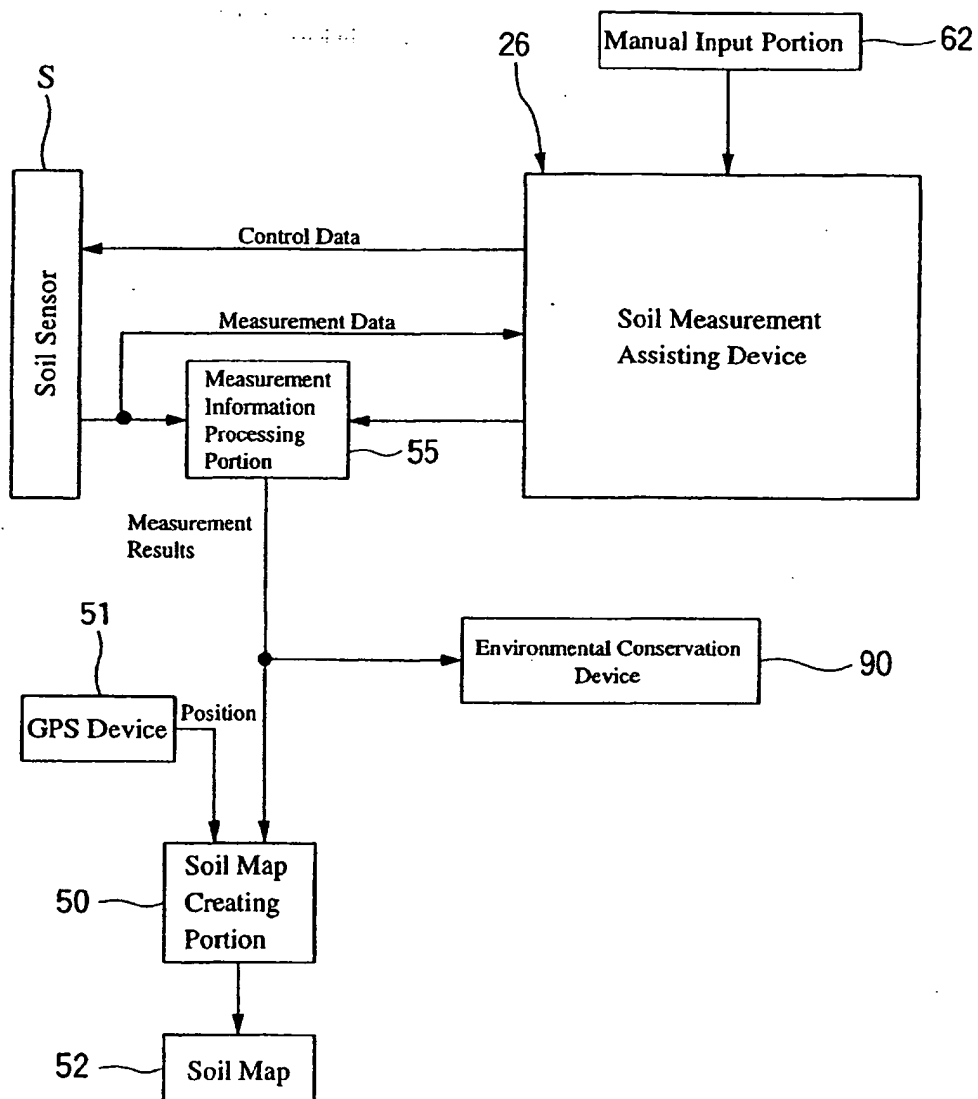 Manual Input Portion
62
26
S
Control Data
Soil Sensor
Measurement Data
Soil Measurement
Assisting Device
Measurement
Information
Processing
Portion
55
Measurement
Results
51
Environmental Conservation
Device
90
GPS Device
Position
Soil Map
Creating
Portion
50
52
Soil Map